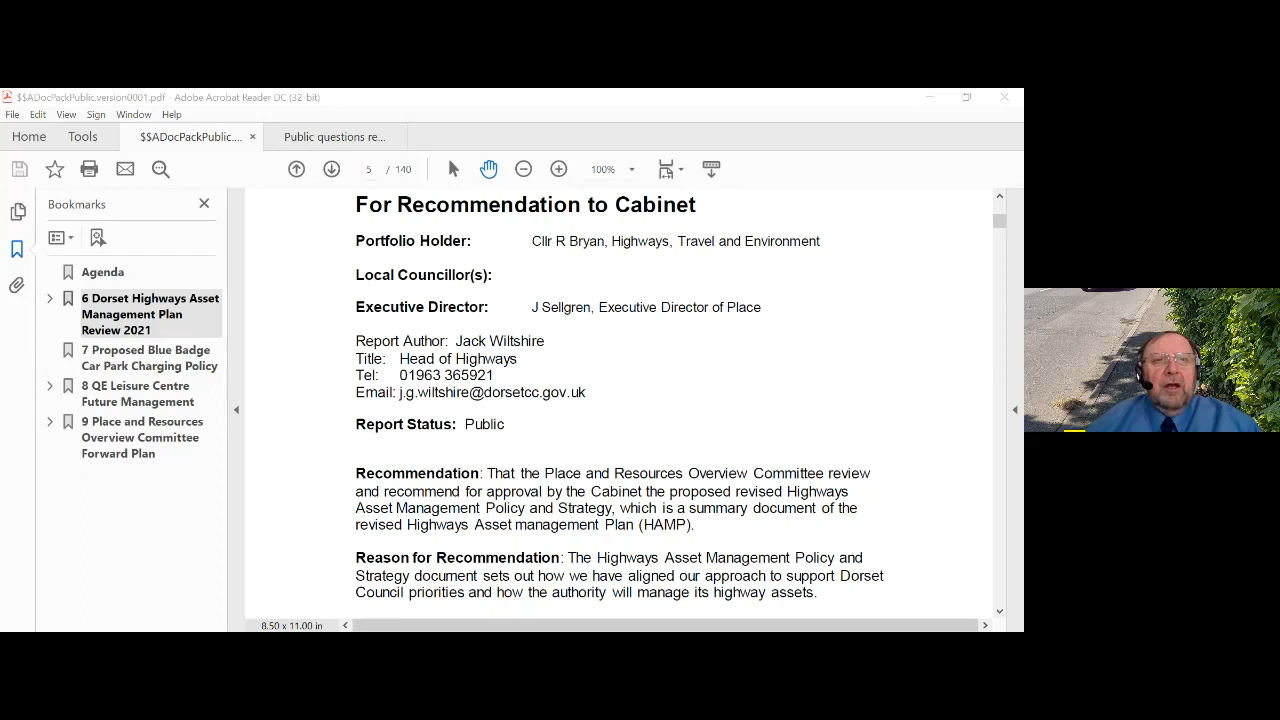 $$ADocPackPublic.version0001.pdf - Adobe Acrobat Reader DC (32-bit)
File Edit View Sign Window Help
Home Tools $$ADocPackPublic.... × Public questions re...
5 / 140 100%
Bookmarks
Agenda
6 Dorset Highways Asset
Management Plan
Review 2021
7 Proposed Blue Badge
Car Park Charging Policy
8 QE Leisure Centre
Future Management
9 Place and Resources
Overview Committee
Forward Plan
For Recommendation to Cabinet
Portfolio Holder: Cllr R Bryan, Highways, Travel and Environment
Local Councillor(s):
Executive Director: J Sellgren, Executive Director of Place
Report Author: Jack Wiltshire
Title: Head of Highways
Tel: 01963 365921
Email: j.g.wiltshire@dorsetcc.gov.uk
Report Status: Public
Recommendation: That the Place and Resources Overview Committee review
and recommend for approval by the Cabinet the proposed revised Highways
Asset Management Policy and Strategy, which is a summary document of the
revised Highways Asset management Plan (HAMP).
Reason for Recommendation: The Highways Asset Management Policy and
Strategy document sets out how we have aligned our approach to support Dorset
Council priorities and how the authority will manage its highway assets.
8.50 x 11.00 in